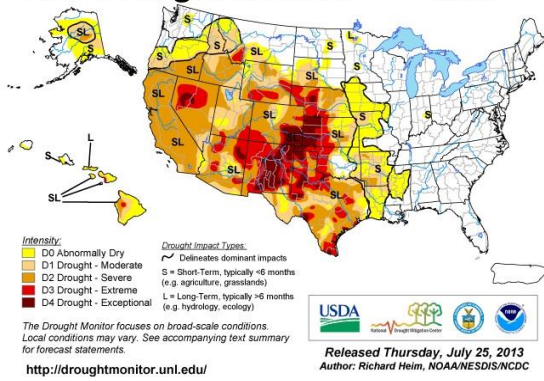 SL
S
L
S
SL
S
S
SL
SL
S
L
S
SL
SL
SL
SL
SL
SL
SL
S
S
S
S
L
S
SL
Intensity:
D0 Abnormally Dry
D1 Drought - Moderate
D2 Drought - Severe
D3 Drought - Extreme
D4 Drought - Exceptional
Drought Impact Types:
Delineates dominant impacts
S = Short-Term, typically <6 months
(e.g. agriculture, grasslands)
L = Long-Term, typically >6 months
(e.g. hydrology, ecology)
The Drought Monitor focuses on broad-scale conditions.
Local conditions may vary. See accompanying text summary
for forecast statements.
http://droughtmonitor.unl.edu/
USDA
National Drought Mitigation Center
Released Thursday, July 25, 2013
Author: Richard Heim, NOAA/NESDIS/NCDC